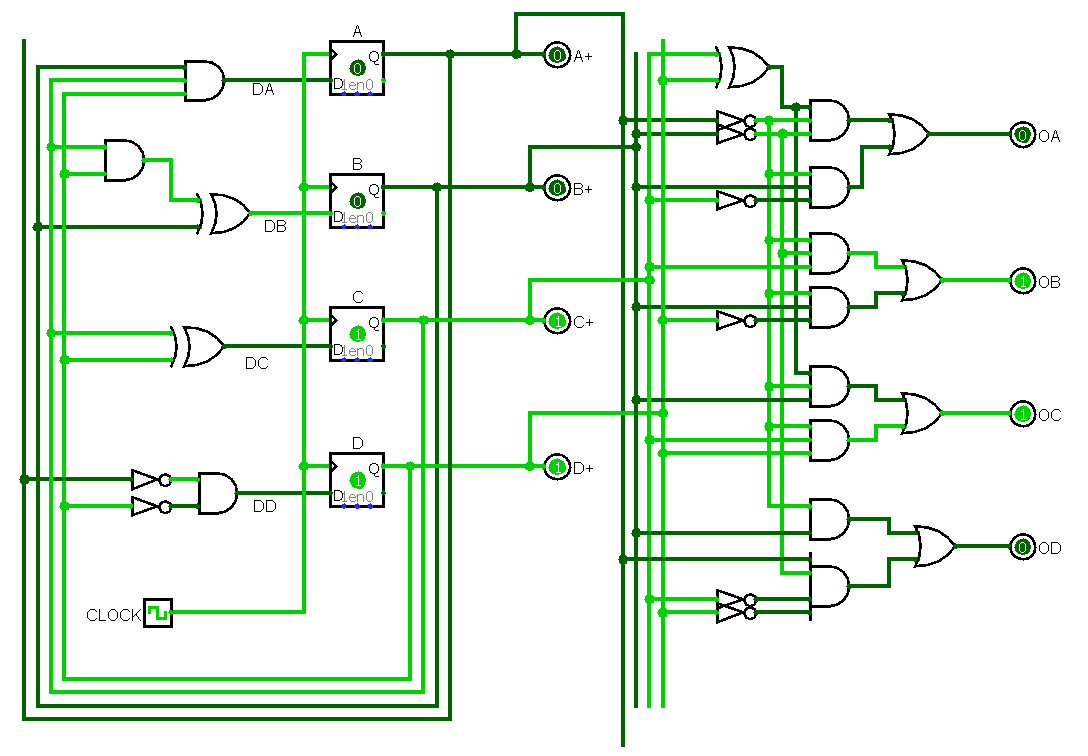 A
Q
0
D
len0
A+
0
DA
B
Q
0
D
len0
B+
0
DB
C
Q
1
D
len0
C+
1
DC
D
Q
1
D
len0
D+
1
DD
CLOCK
0 OA
1 OB
1 OC
0 OD